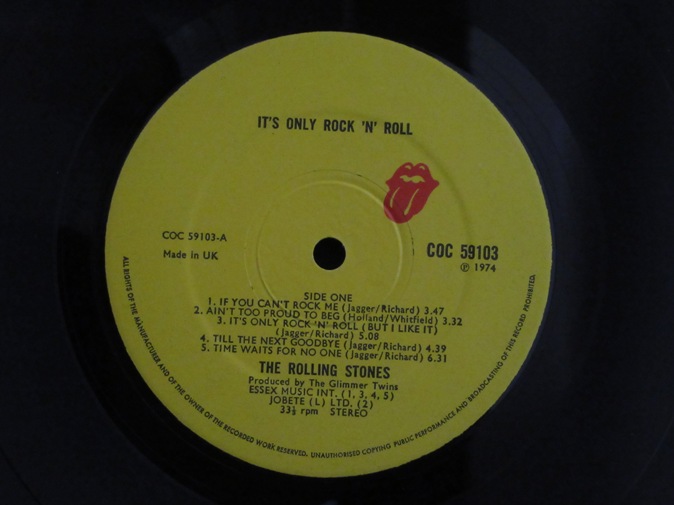 IT'S ONLY ROCK 'N' ROLL
COC 59103-A
Made in UK
COC 59103
℗ 1974
SIDE ONE
1. IF YOU CAN'T ROCK ME (Jagger/Richard) 3.47
2. AIN'T TOO PROUD TO BEG (Holland/Whitfield) 3.32
3. IT'S ONLY ROCK 'N' ROLL (BUT I LIKE IT)
(Jagger/Richard) 5.08
4. TILL THE NEXT GOODBYE (Jagger/Richard) 4.39
5. TIME WAITS FOR NO ONE (Jagger/Richard) 6.31
THE ROLLING STONES
Produced by The Glimmer Twins
ESSEX MUSIC INT. (1, 3, 4, 5)
JOBETE (L) LTD. (2)
33⅓ rpm STEREO
ALL RIGHTS OF THE MANUFACTURER AND OF THE OWNER OF THE RECORDED WORK RESERVED. UNAUTHORISED COPYING PUBLIC PERFORMANCE AND BROADCASTING OF THIS RECORD PROHIBITED.